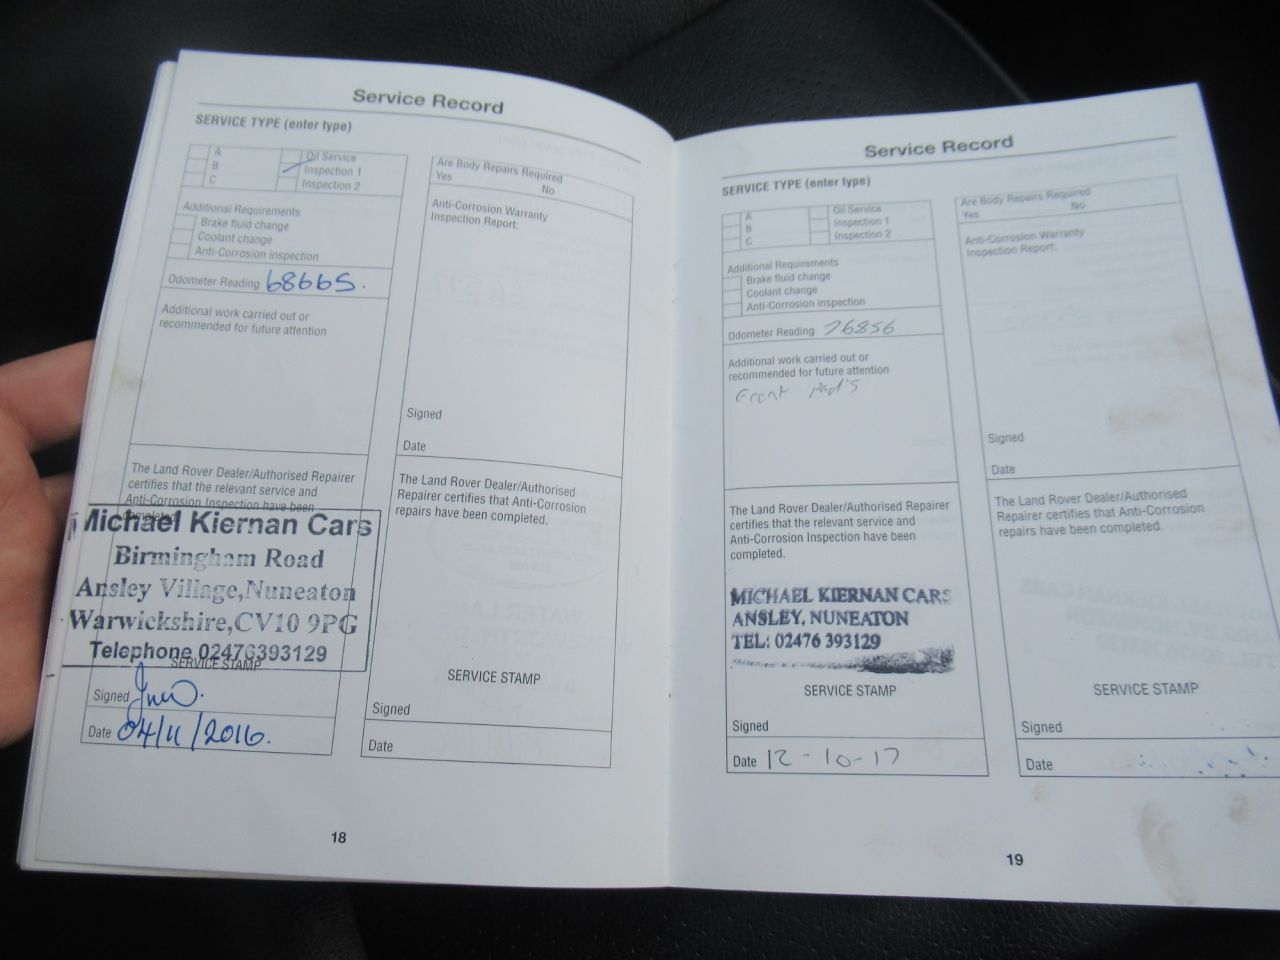 Service Record
SERVICE TYPE (enter type)
A
B
C
Oil Service
Inspection 1
Inspection 2
Additional Requirements
Brake fluid change
Coolant change
Anti-Corrosion Inspection
Odometer Reading 68665.
Additional work carried out or
recommended for future attention
The Land Rover Dealer/Authorised Repairer
certifies that the relevant service and
Anti-Corrosion Inspection have been
completed.
Michael Kiernan Cars
Birmingham Road
Ansley Village,Nuneaton
Warwickshire,CV10 9PG
Telephone 02476393129
SERVICE STAMP
Signed
Date 04/11/2016.
Are Body Repairs Required
Yes No
Anti-Corrosion Warranty
Inspection Report:
Signed
Date
The Land Rover Dealer/Authorised
Repairer certifies that Anti-Corrosion
repairs have been completed.
SERVICE STAMP
Signed
Date
18
Service Record
SERVICE TYPE (enter type)
A
B
C
Oil Service
Inspection 1
Inspection 2
Additional Requirements
Brake fluid change
Coolant change
Anti-Corrosion inspection
Odometer Reading 76856
Additional work carried out or
recommended for future attention
Front Pad's
The Land Rover Dealer/Authorised Repairer
certifies that the relevant service and
Anti-Corrosion Inspection have been
completed.
MICHAEL KIERNAN CARS
ANSLEY, NUNEATON
TEL: 02476 393129
SERVICE STAMP
Signed
Date 12-10-17
Are Body Repairs Required
Yes No
Anti-Corrosion Warranty
Inspection Report:
Signed
Date
The Land Rover Dealer/Authorised
Repairer certifies that Anti-Corrosion
repairs have been completed.
SERVICE STAMP
Signed
Date
19